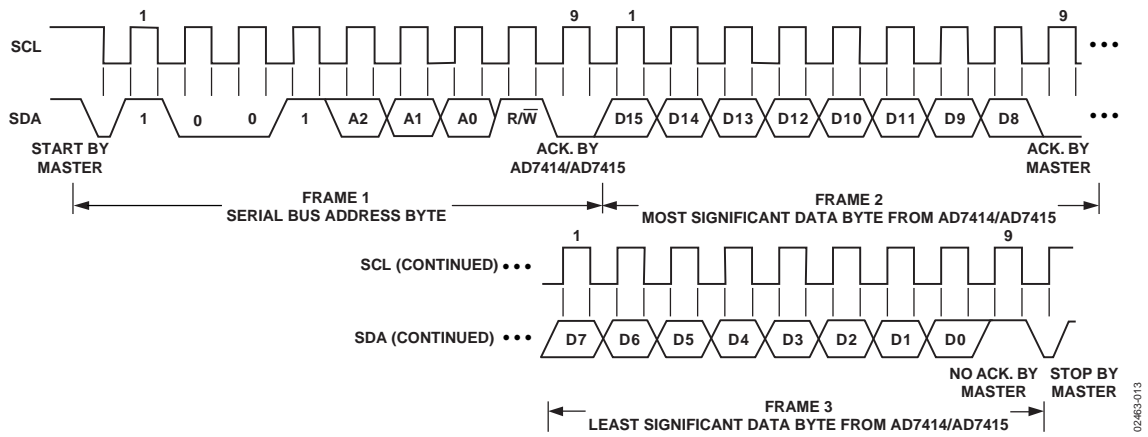 1 9 1 9
SCL •••
SDA 1 0 0 1 A2 A1 A0 R/W̅ D15 D14 D13 D12 D10 D11 D9 D8 •••
START BY
MASTER
ACK. BY
AD7414/AD7415
ACK. BY
MASTER
FRAME 1
SERIAL BUS ADDRESS BYTE
FRAME 2
MOST SIGNIFICANT DATA BYTE FROM AD7414/AD7415
1 9
SCL (CONTINUED) •••
SDA (CONTINUED) ••• D7 D6 D5 D4 D3 D2 D1 D0
NO ACK. BY
MASTER
STOP BY
MASTER
FRAME 3
LEAST SIGNIFICANT DATA BYTE FROM AD7414/AD7415
02463-013